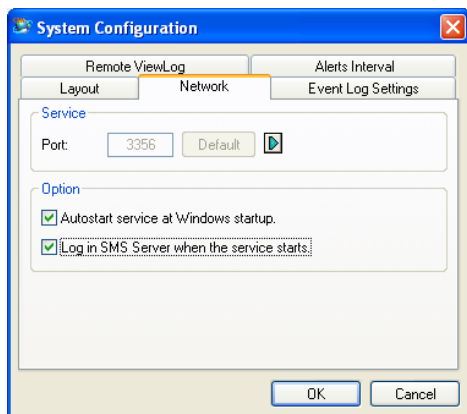 System Configuration
Remote ViewLog Alerts Interval
Layout Network Event Log Settings
Service
Port: 3356 Default
Option
Autostart service at Windows startup.
Log in SMS Server when the service starts.
OK Cancel